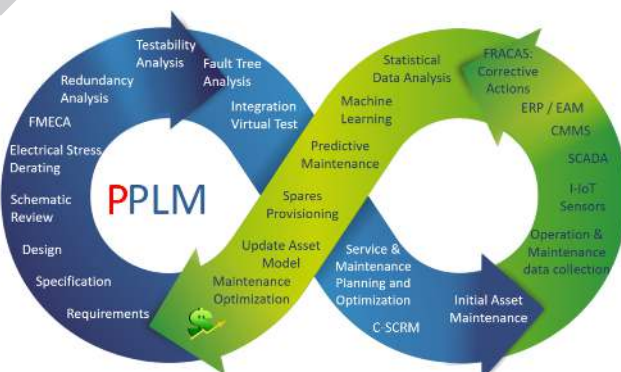 Testability
Analysis
Fault Tree
Analysis
Redundancy
Analysis
Integration
Virtual Test
FMECA
Electrical Stress
Derating
Schematic
Review
Design
Specification
Requirements
PPLM
Statistical
Data Analysis
Machine
Learning
Predictive
Maintenance
Spares
Provisioning
Update Asset
Model
Maintenance
Optimization
Service &
Maintenance
Planning and
Optimization
C-SCRM
Initial Asset
Maintenance
FRACAS:
Corrective
Actions
ERP / EAM
CMMS
SCADA
I-IoT
Sensors
Operation &
Maintenance
data collection
$